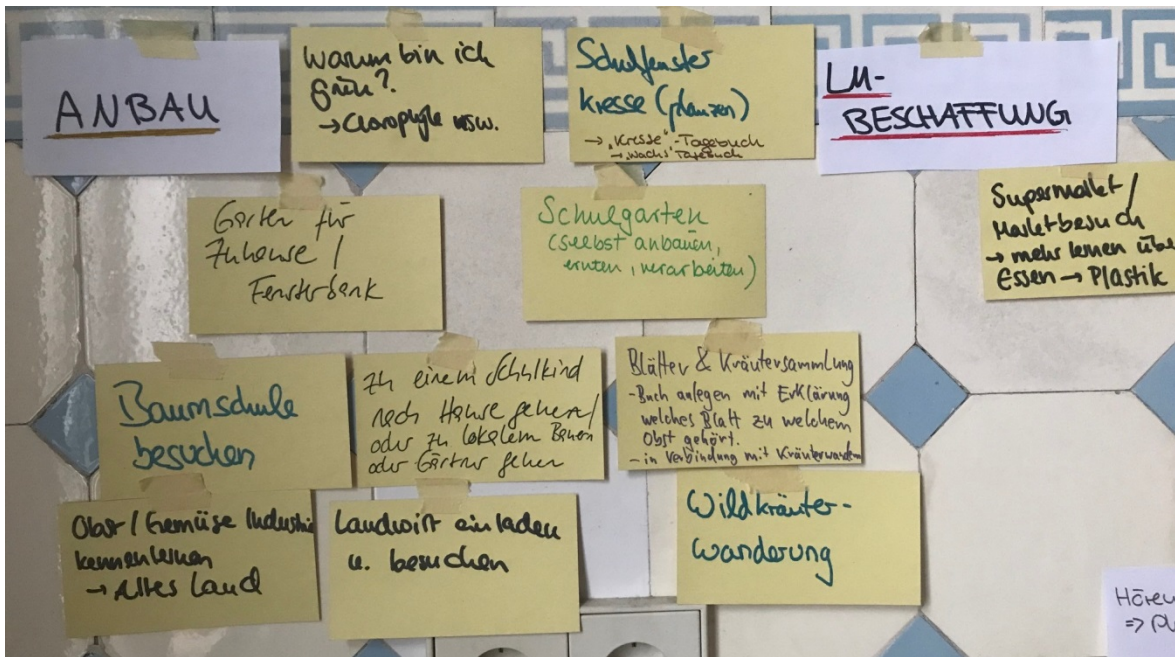 ANBAU
Warum bin ich
grün?
→ Clorophyle usw.
Schulfenster
Kresse (pflanzen)
→ "Kresse"-Tagebuch
→ "Wachs"Tagebuch
LM-
BESCHAFFUNG
Garten für
Zuhause /
Fensterbank
Schulgarten
(selbst anbauen,
ernten, verarbeiten)
Supermarkt/
Marktbesuch
→ mehr lernen übe
Essen → Plastik
Baumschule
besuchen
zu einem Schulkind
nach Hause gehen/
oder zu lokalem Bauern
oder Gärtner gehen
Blätter & Kräutersammlung
- Buch anlegen mit Erklärung
welches Blatt zu welchem
Obst gehört.
- in Verbindung mit
Obst / Gemüse Industrie
kennenlernen
→ Altes Land
Landwirt einladen
u. besuchen
Wildkräuter-
wanderung
Hören